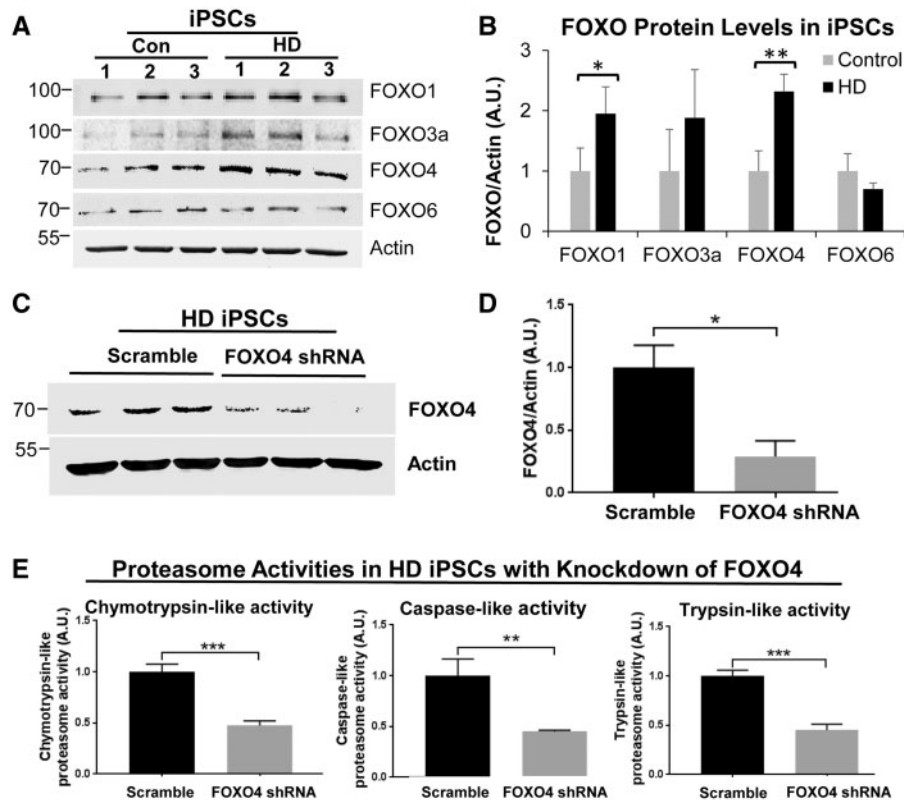 A
iPSCs
Con HD
1 2 3 1 2 3
100 FOXO1
100 FOXO3a
70 FOXO4
70 FOXO6
55
Actin
B
FOXO Protein Levels in iPSCs
FOXO/Actin (A.U.)
3
2
1
0
* **
Control
HD
FOXO1 FOXO3a FOXO4 FOXO6
C
HD iPSCs
Scramble FOXO4 shRNA
70 FOXO4
55
Actin
D
FOXO4/Actin (A.U.)
1.5
1.0
0.5
0.0
*
Scramble FOXO4 shRNA
E
Proteasome Activities in HD iPSCs with Knockdown of FOXO4
Chymotrypsin-like activity
Chymotrypsin-like
proteasome activity (A.U.)
1.5
1.0
0.5
0.0
***
Scramble FOXO4 shRNA
Caspase-like activity
Caspase-like
proteasome activity (A.U.)
1.5
1.0
0.5
0.0
**
Scramble FOXO4 shRNA
Trypsin-like activity
Trypsin-like
proteasome activity (A.U.)
1.5
1.0
0.5
0.0
***
Scramble FOXO4 shRNA